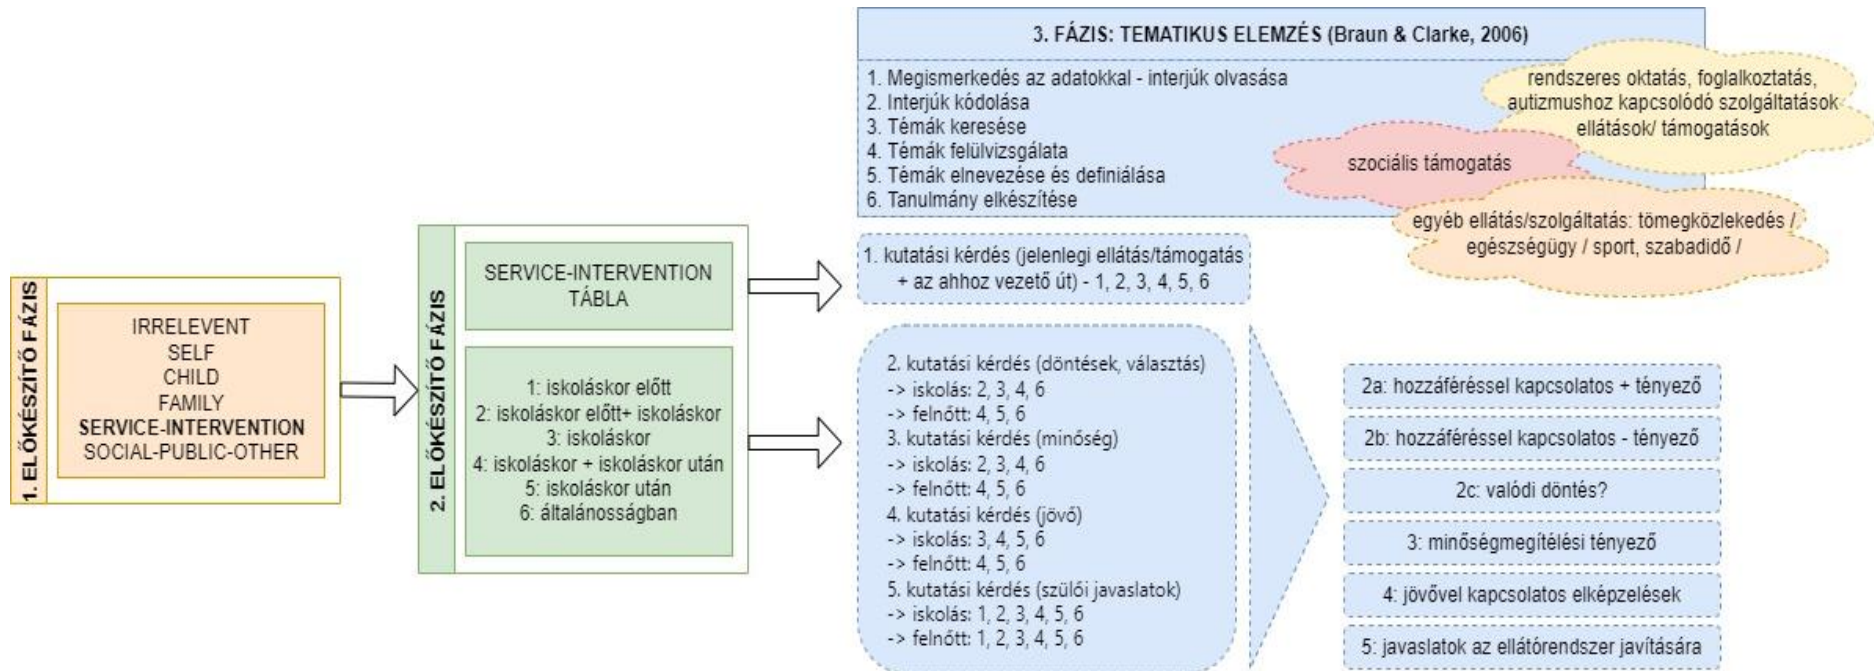 1. ELŐKÉSZÍTŐ FÁZIS
IRRELEVENT
SELF
CHILD
FAMILY
SERVICE-INTERVENTION
SOCIAL-PUBLIC-OTHER
2. ELŐKÉSZÍTŐ FÁZIS
SERVICE-INTERVENTION
TÁBLA
1: iskoláskor előtt
2: iskoláskor előtt+ iskoláskor
3: iskoláskor
4: iskoláskor + iskoláskor után
5: iskoláskor után
6: általánosságban
3. FÁZIS: TEMATIKUS ELEMZÉS (Braun & Clarke, 2006)
1. Megismerkedés az adatokkal - interjúk olvasása
2. Interjúk kódolása
3. Témák keresése
4. Témák felülvizsgálata
5. Témák elnevezése és definiálása
6. Tanulmány elkészítése
rendszeres oktatás, foglalkoztatás,
autizmushoz kapcsolódó szolgáltatások
ellátások/ támogatások
szociális támogatás
egyéb ellátás/szolgáltatás: tömegközlekedés /
egészségügy / sport, szabadidő /
1. kutatási kérdés (jelenlegi ellátás/támogatás
+ az ahhoz vezető út) - 1, 2, 3, 4, 5, 6
2. kutatási kérdés (döntések, választás)
-> iskolás: 2, 3, 4, 6
-> felnőtt: 4, 5, 6
3. kutatási kérdés (minőség)
-> iskolás: 2, 3, 4, 6
-> felnőtt: 4, 5, 6
4. kutatási kérdés (jövő)
-> iskolás: 3, 4, 5, 6
-> felnőtt: 4, 5, 6
5. kutatási kérdés (szülői javaslatok)
-> iskolás: 1, 2, 3, 4, 5, 6
-> felnőtt: 1, 2, 3, 4, 5, 6
2a: hozzáféréssel kapcsolatos + tényező
2b: hozzáféréssel kapcsolatos - tényező
2c: valódi döntés?
3: minőségmegítélési tényező
4: jövővel kapcsolatos elképzelések
5: javaslatok az ellátórendszer javítására